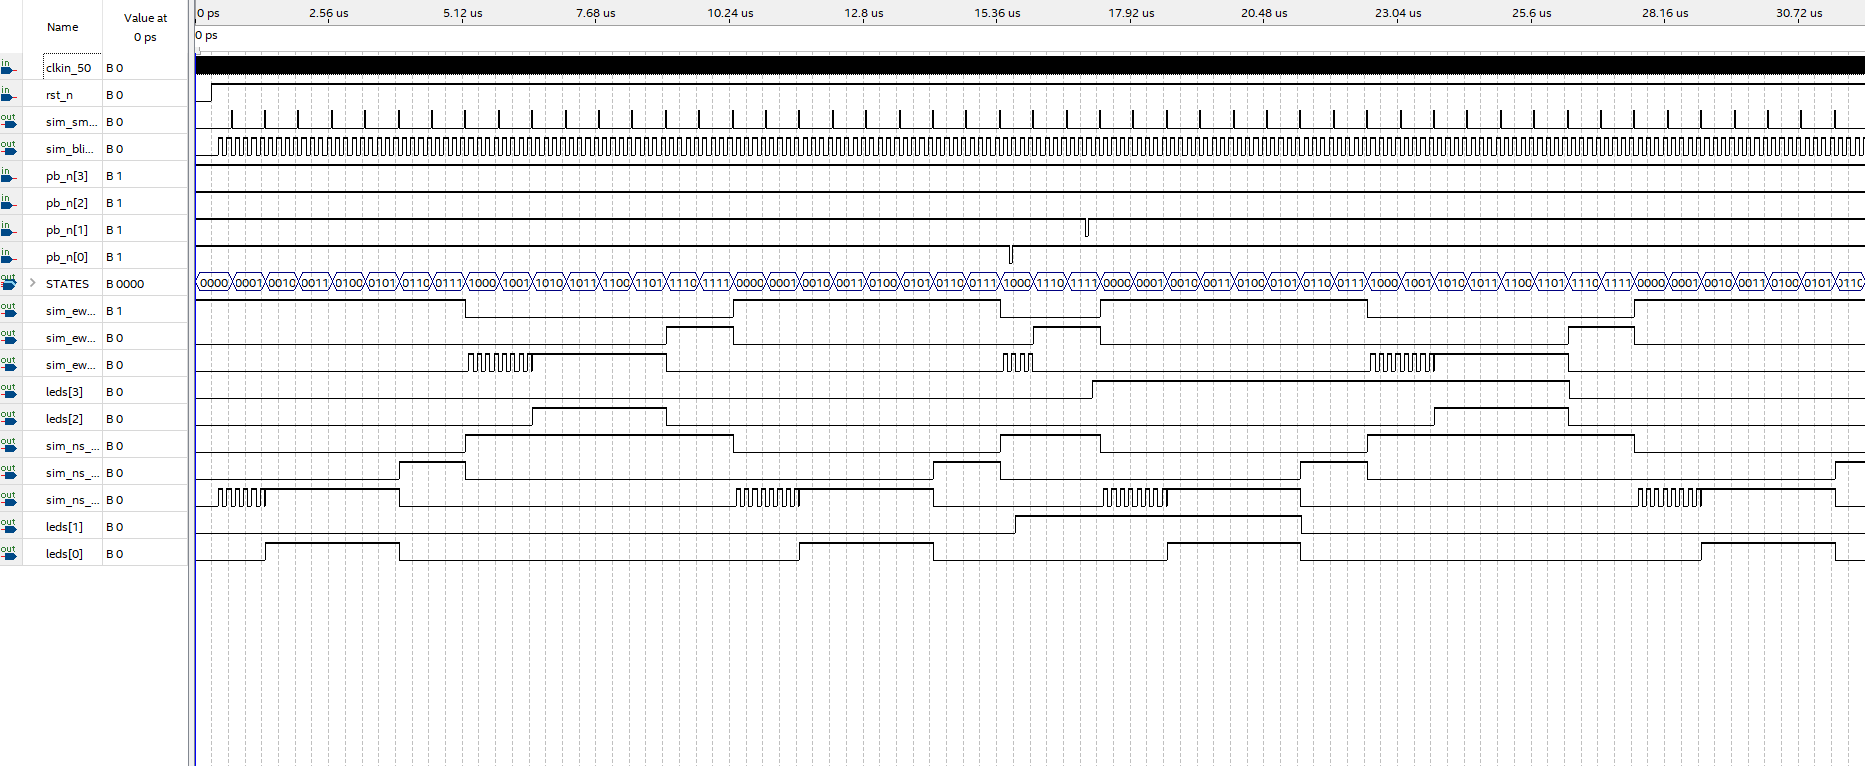 0 ps 2.56 us 5.12 us 7.68 us 10.24 us 12.8 us 15.36 us 17.92 us 20.48 us 23.04 us 25.6 us 28.16 us 30.72 us
Name Value at
0 ps
0 ps
in clkin_50 B 0
in rst_n B 0
out sim_sm... B 0
out sim_bli... B 0
in pb_n[3] B 1
in pb_n[2] B 1
in pb_n[1] B 1
in pb_n[0] B 1
out STATES B 0000 0000 0001 0010 0011 0100 0101 0110 0111 1000 1001 1010 1011 1100 1101 1110 1111 0000 0001 0010 0011 0100 0101 0110 0111 1000 1110 1111 0000 0001 0010 0011 0100 0101 0110 0111 1000 1001 1010 1011 1100 1101 1110 1111 0000 0001 0010 0011 0100 0101 0110
out sim_ew... B 1
out sim_ew... B 0
out sim_ew... B 0
out leds[3] B 0
out leds[2] B 0
out sim_ns_... B 0
out sim_ns_... B 0
out sim_ns_... B 0
out leds[1] B 0
out leds[0] B 0